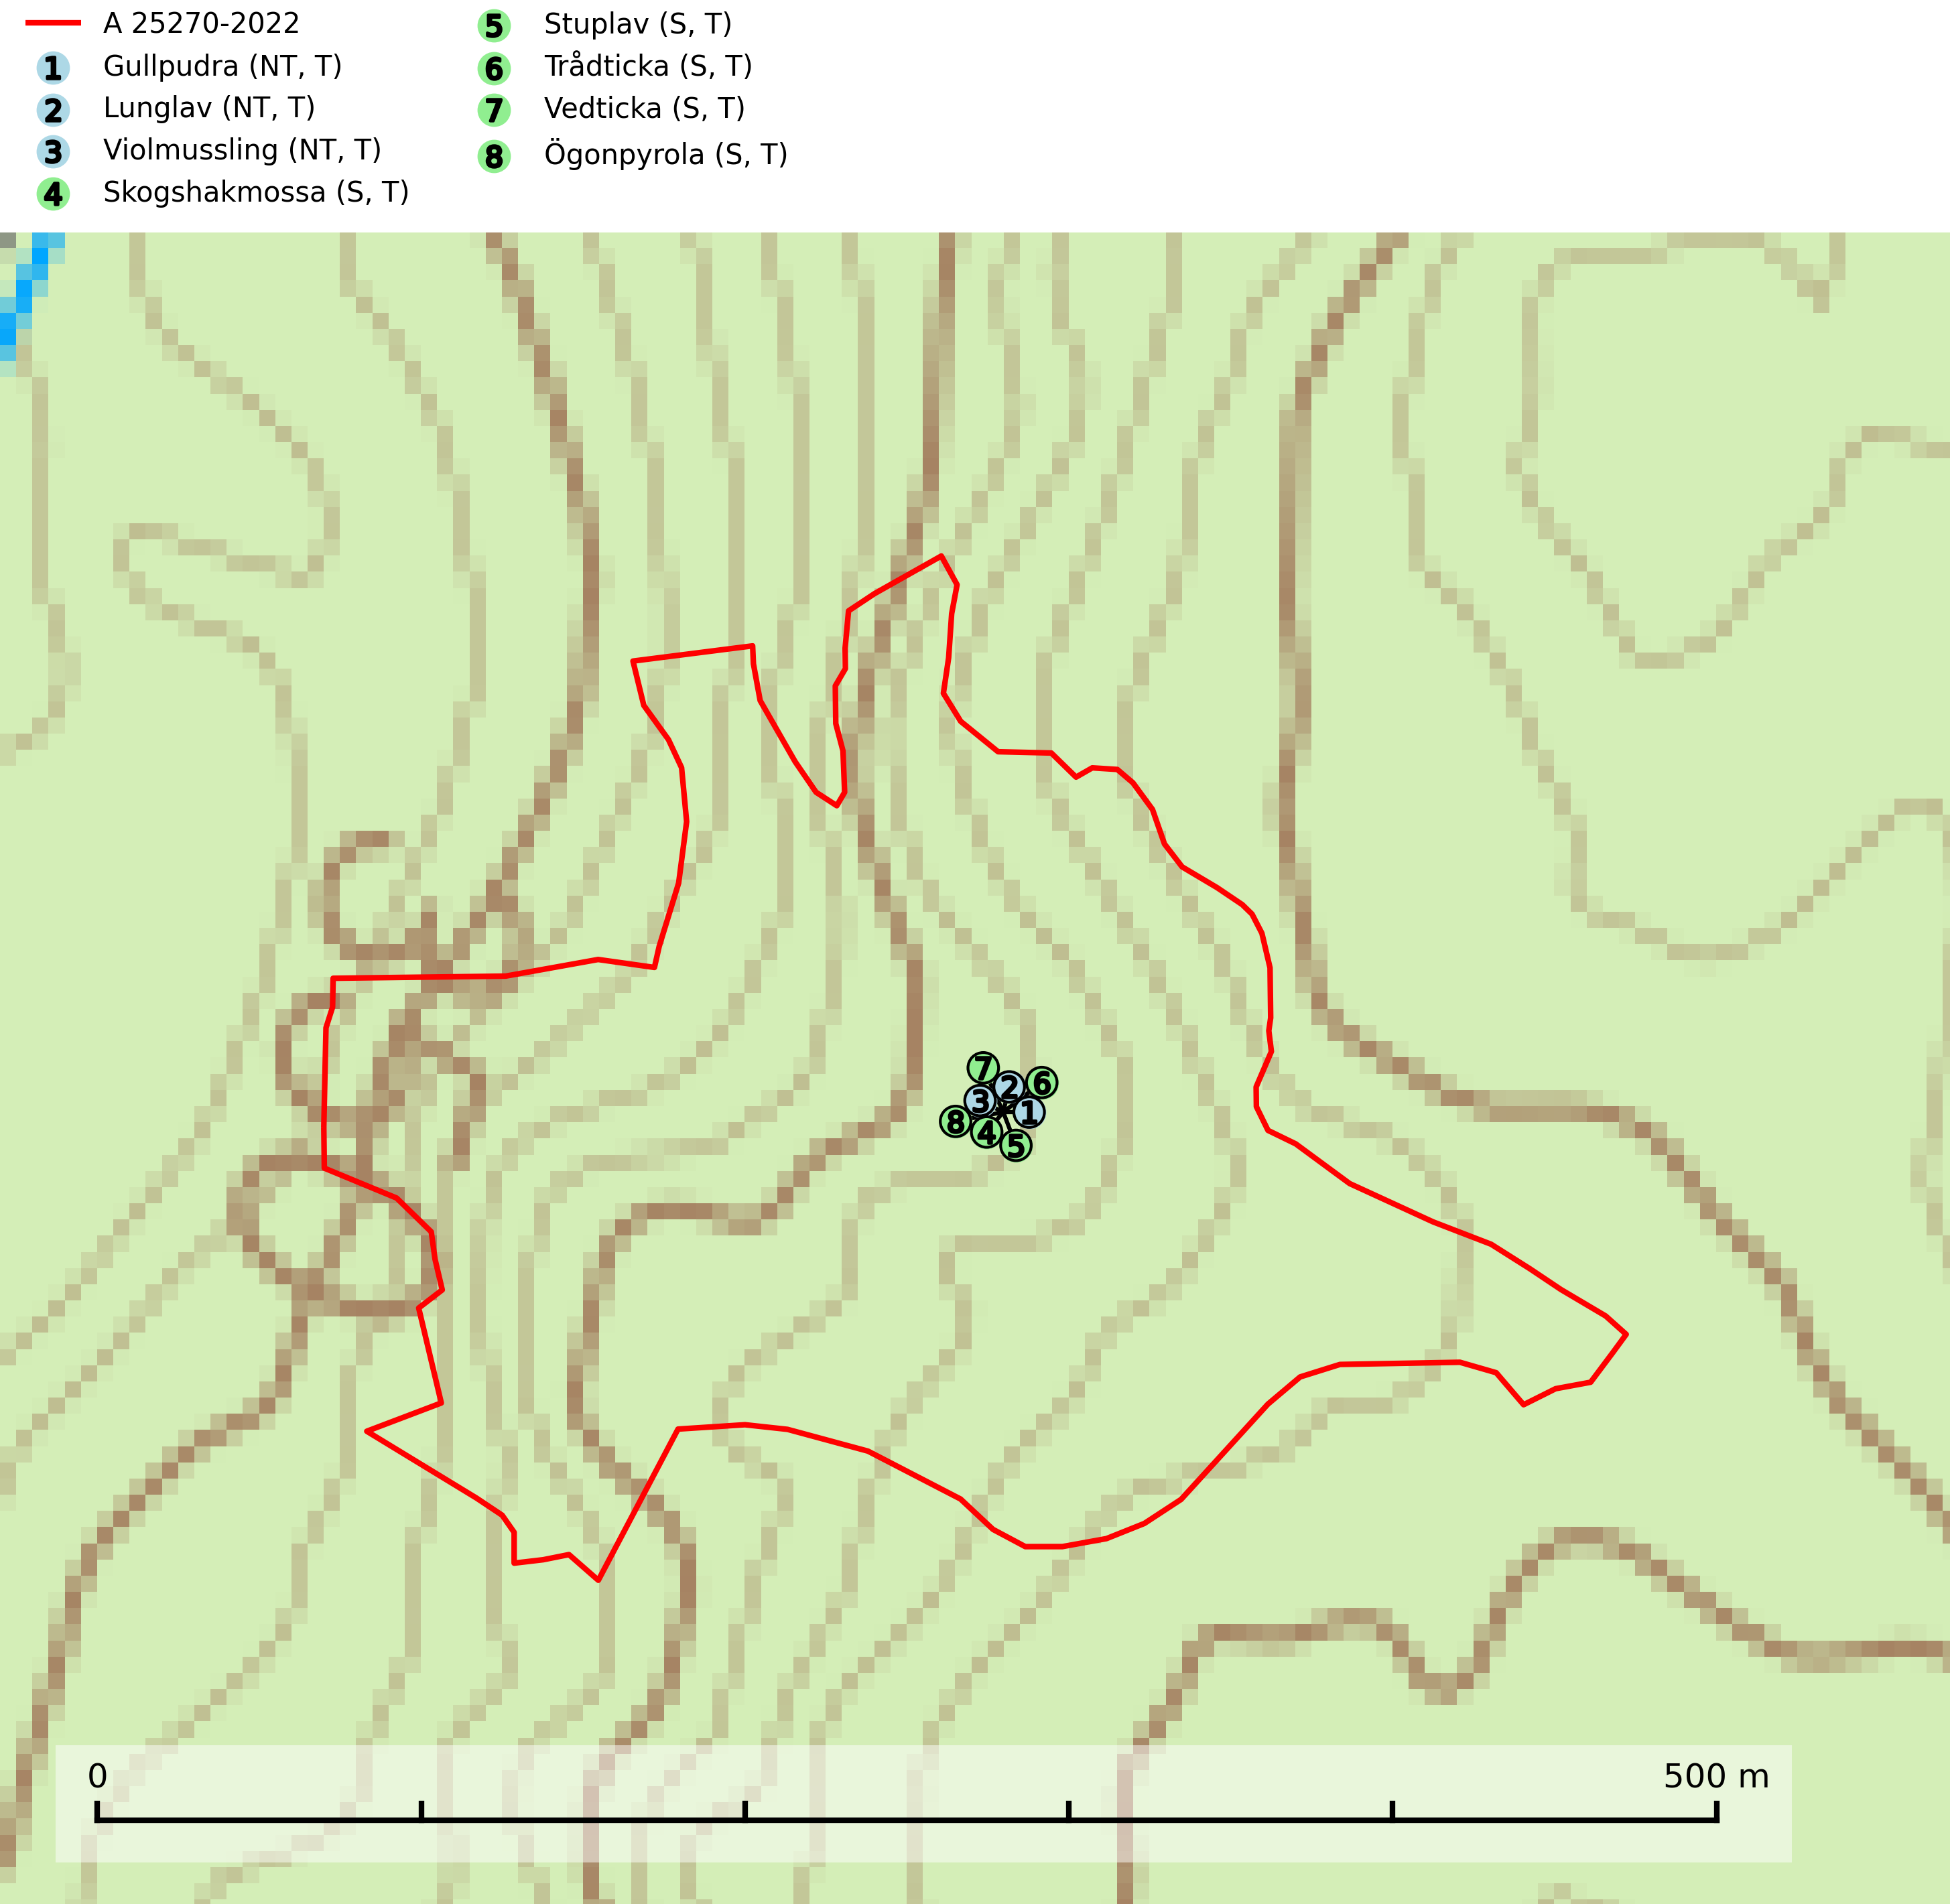 A 25270-2022
1 Gullpudra (NT, T)
2 Lunglav (NT, T)
3 Violmussling (NT, T)
4 Skogshakmossa (S, T)
5 Stuplav (S, T)
6 Trådticka (S, T)
7 Vedticka (S, T)
8 Ögonpyrola (S, T)
7
2
6
3
1
8
4
5
0 500 m